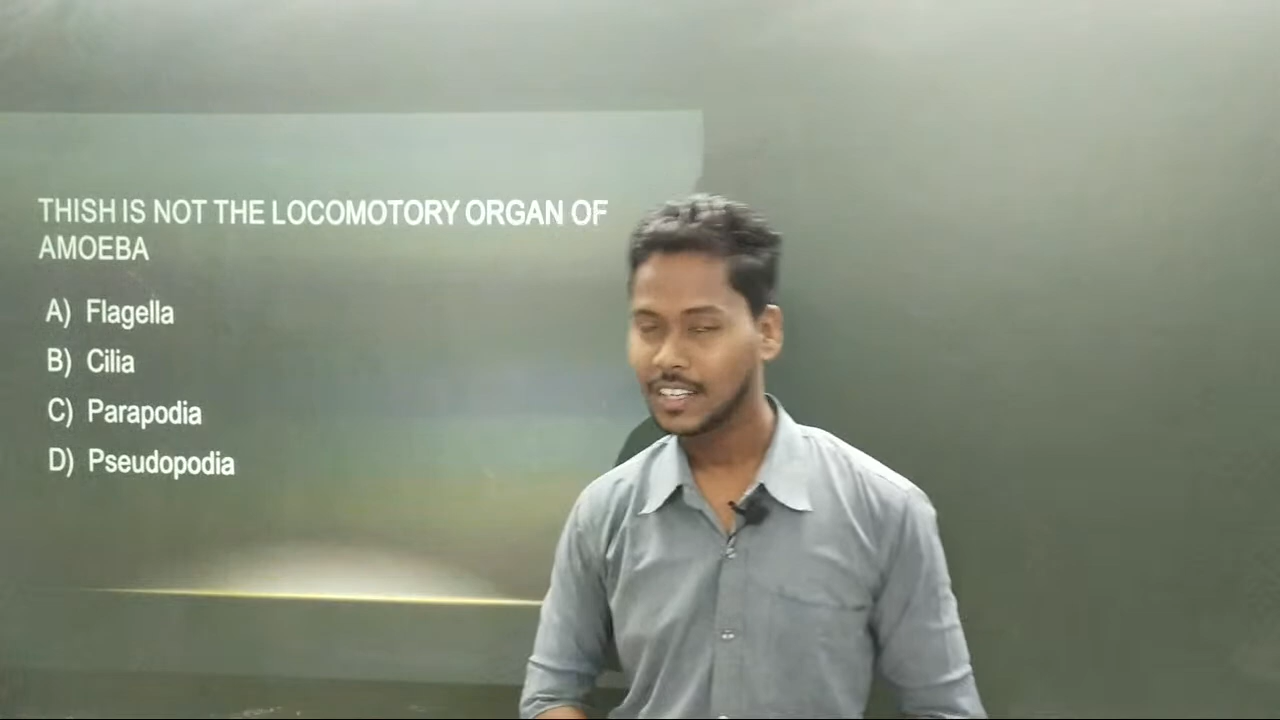 THISH IS NOT THE LOCOMOTORY ORGAN OF
AMOEBA
A) Flagella
B) Cilia
C) Parapodia
D) Pseudopodia